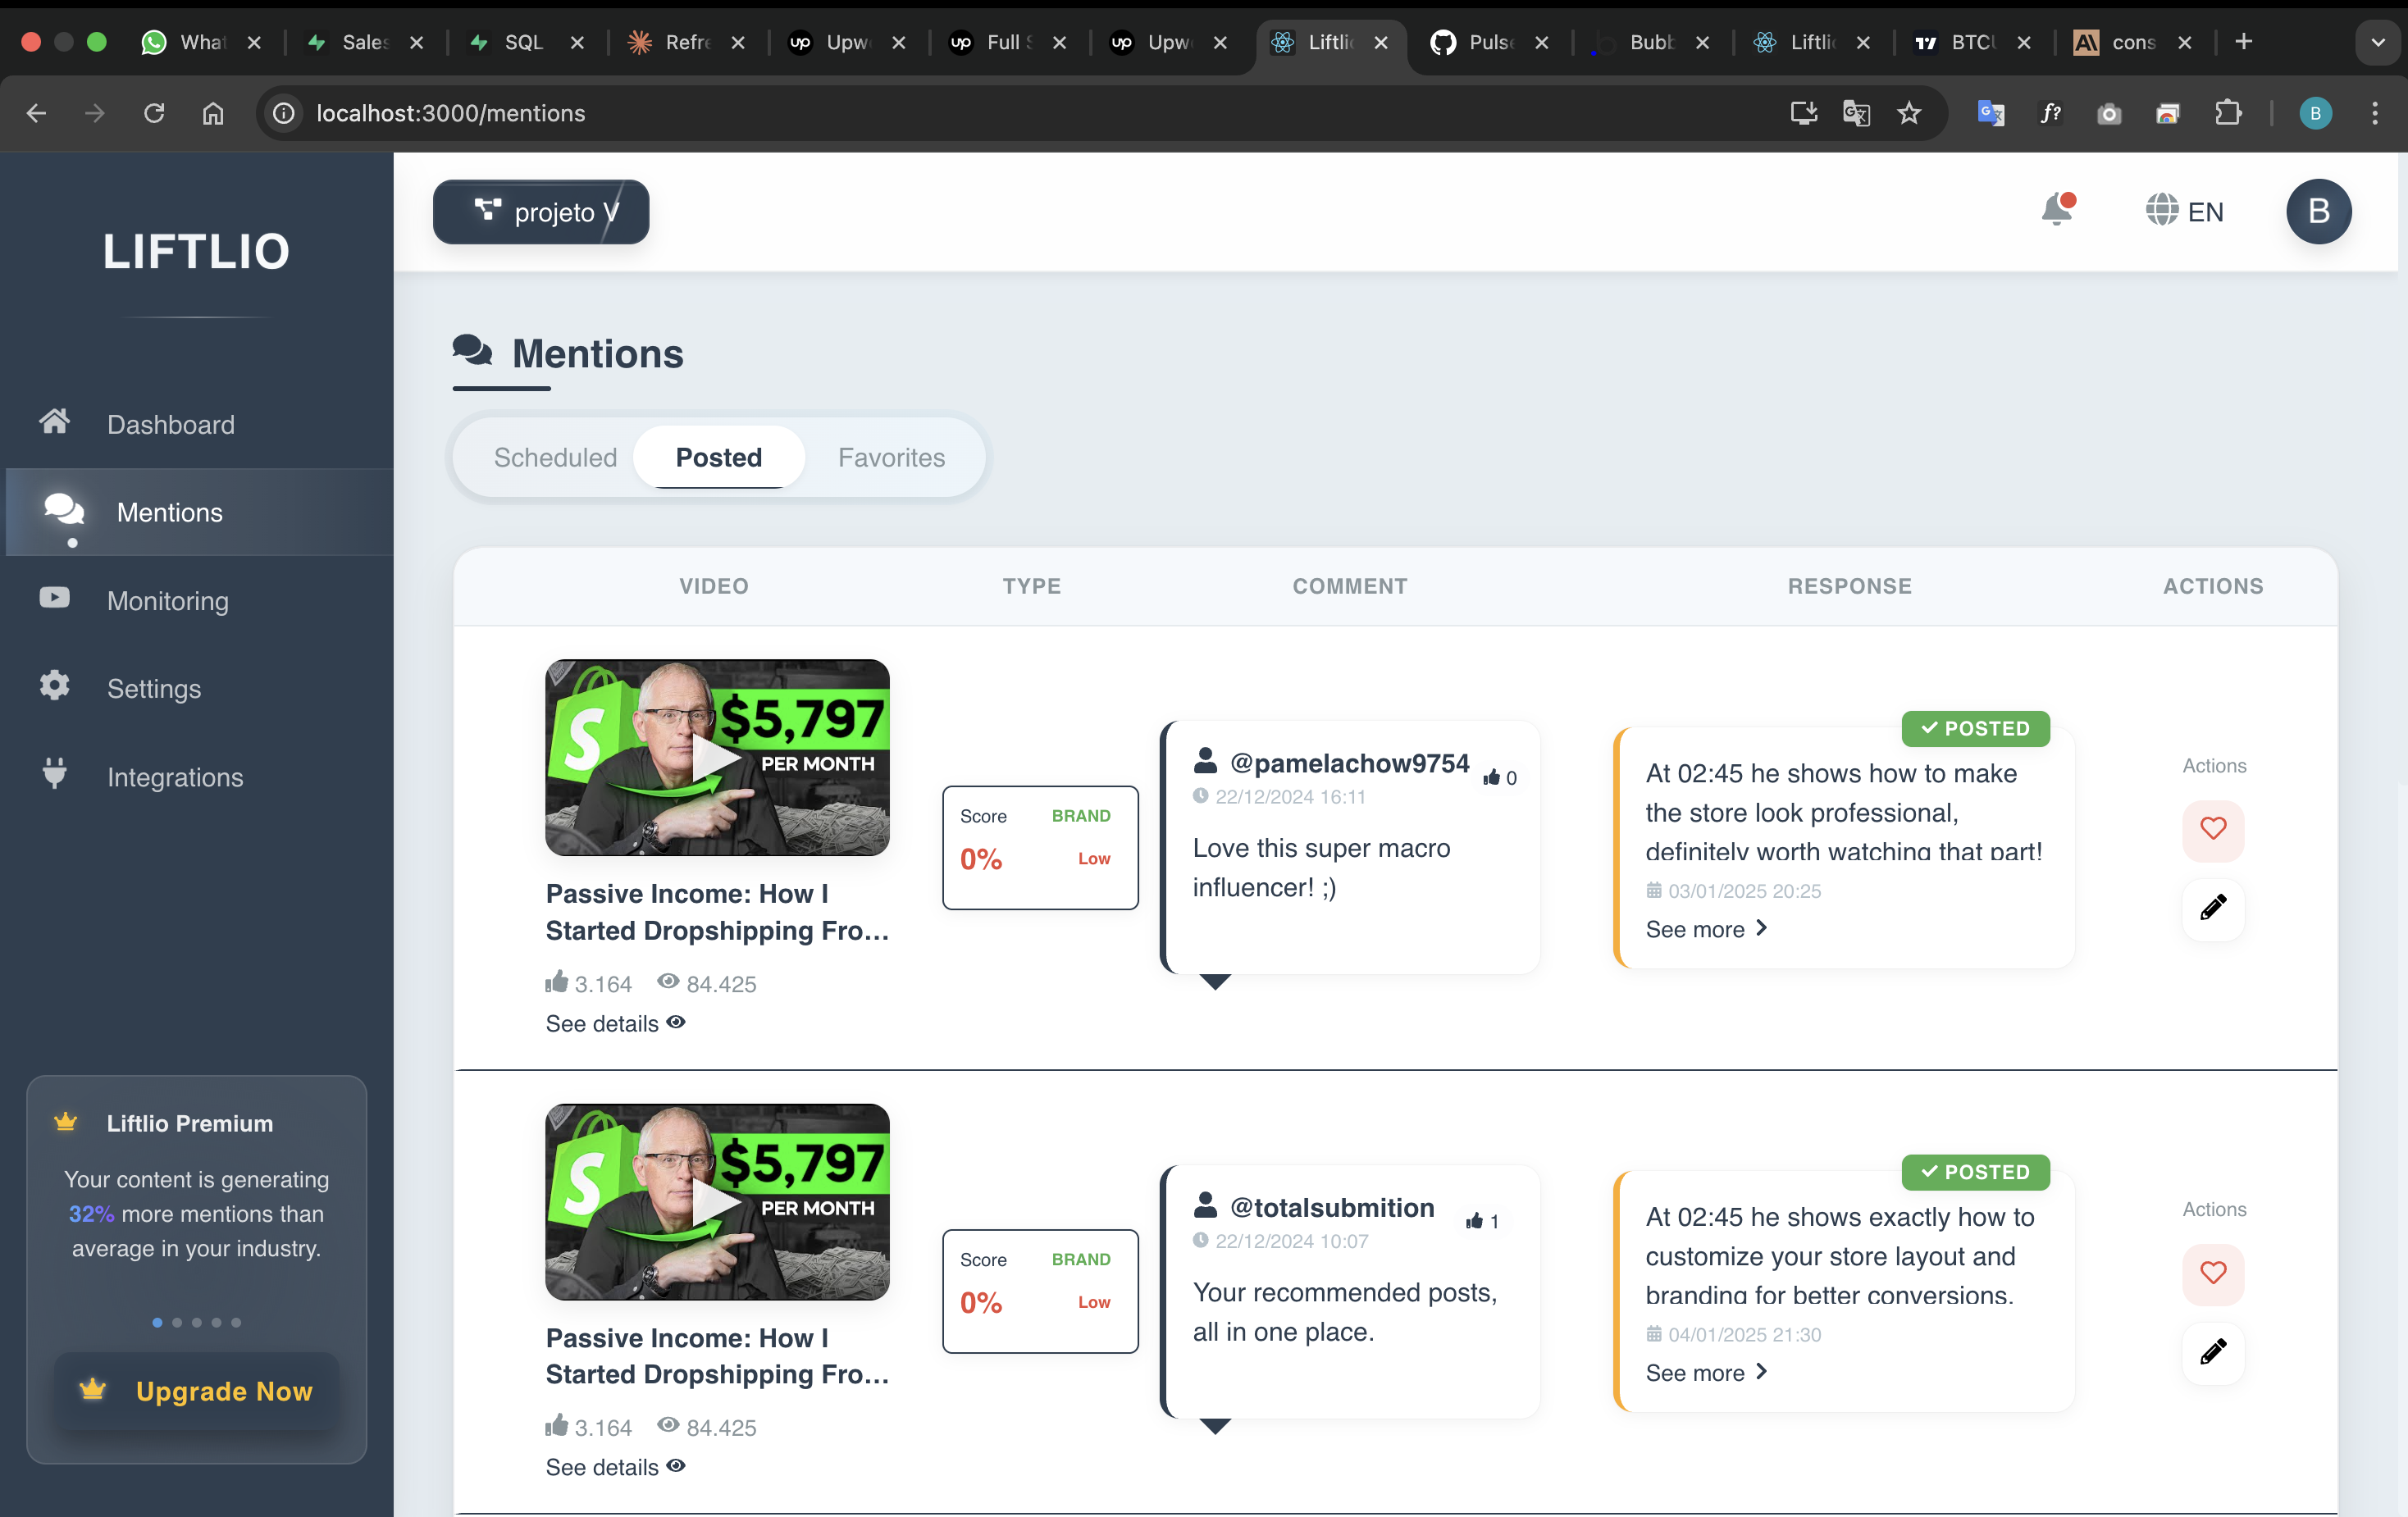 What
Sales
SQL
Refre
Upw
Full S
Upw
Liftli
Pulse
Bubb
Liftli
BTCU
cons
localhost:3000/mentions
B
LIFTLIO
Dashboard
Mentions
Monitoring
Settings
Integrations
Liftlio Premium
Your content is generating
32% more mentions than
average in your industry.
Upgrade Now
projeto V
EN
B
Mentions
Scheduled
Posted
Favorites
VIDEO
TYPE
COMMENT
RESPONSE
ACTIONS
$5,797
PER MONTH
Passive Income: How I
Started Dropshipping Fro...
3.164
84.425
See details
Score
BRAND
0%
Low
@pamelachow9754
0
22/12/2024 16:11
Love this super macro
influencer! ;)
POSTED
At 02:45 he shows how to make
the store look professional,
definitely worth watching that part!
03/01/2025 20:25
See more
Actions
$5,797
PER MONTH
Passive Income: How I
Started Dropshipping Fro...
3.164
84.425
See details
Score
BRAND
0%
Low
@totalsubmition
1
22/12/2024 10:07
Your recommended posts,
all in one place.
POSTED
At 02:45 he shows exactly how to
customize your store layout and
branding for better conversions.
04/01/2025 21:30
See more
Actions